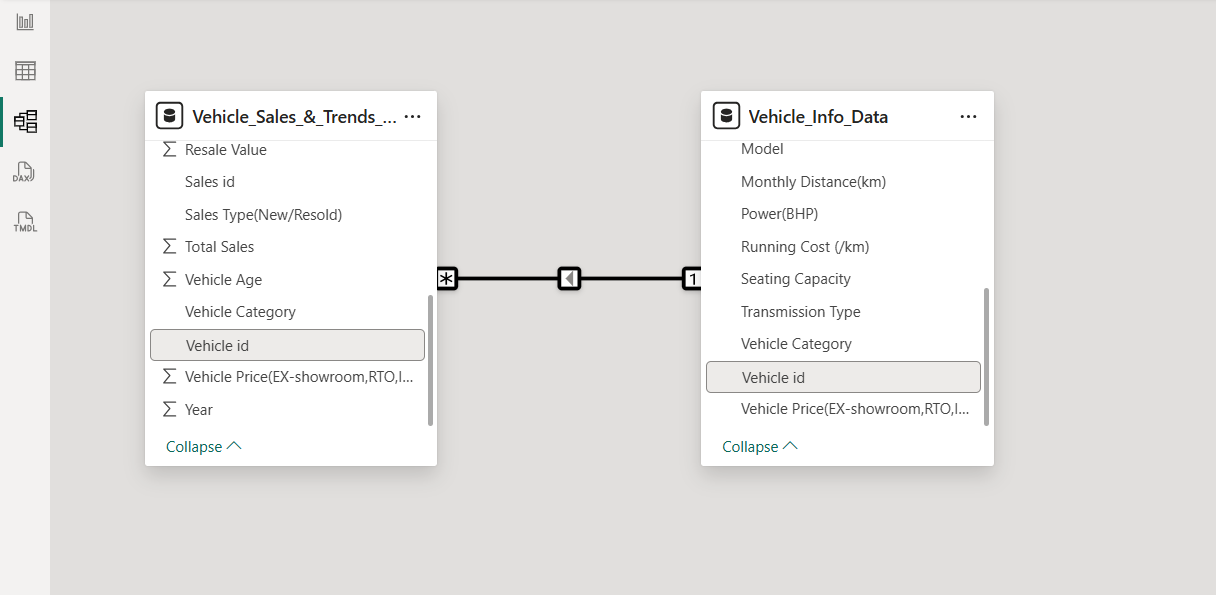 DAX
TMDL
Vehicle_Sales_&_Trends_...
Resale Value
Sales id
Sales Type(New/Resold)
Total Sales
Vehicle Age
Vehicle Category
Vehicle id
Vehicle Price(EX-showroom,RTO,I...
Year
Collapse
*
1
Vehicle_Info_Data
Model
Monthly Distance(km)
Power(BHP)
Running Cost (/km)
Seating Capacity
Transmission Type
Vehicle Category
Vehicle id
Vehicle Price(EX-showroom,RTO,I...
Collapse